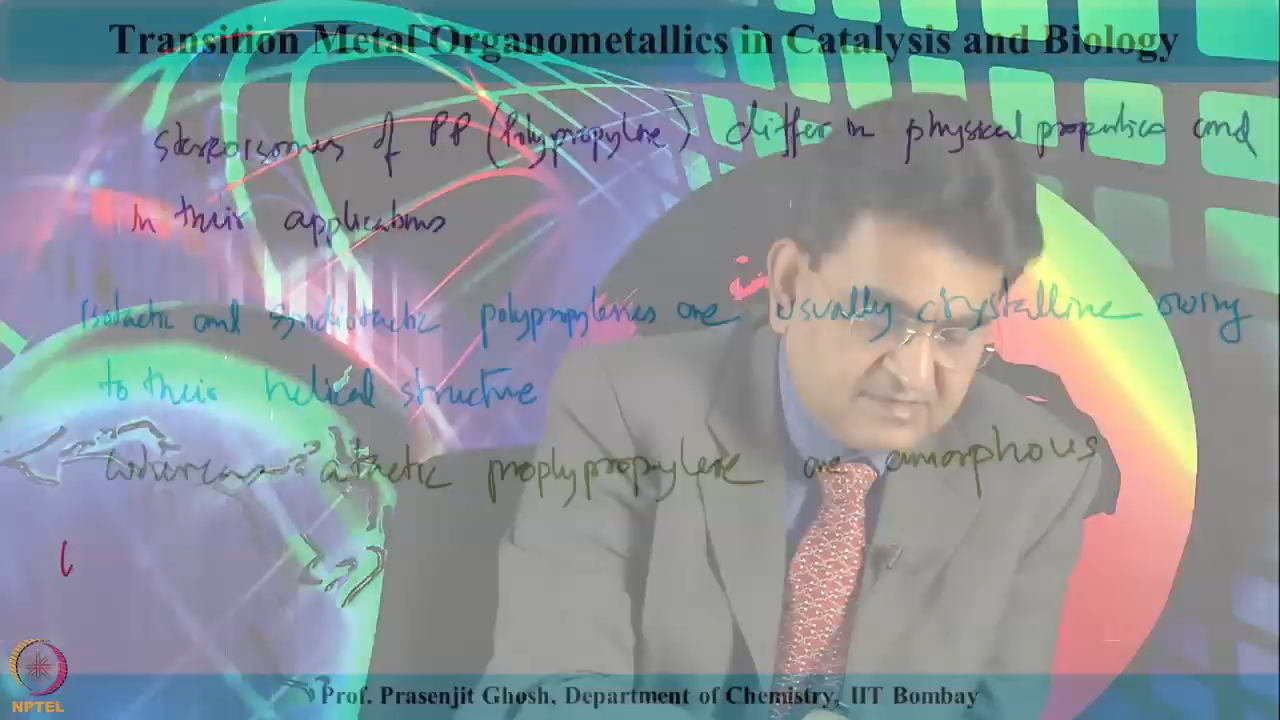 Transition Metal Organometallics in Catalysis and Biology
stereoisomers of PP (Polypropylene) differ in physical properties and
in their applications
isotactic and syndiotactic polypropylenes are usually crystalline owing
to their helical structure
whereas atactic proplypropylene are amorphous
(
Prof. Prasenjit Ghosh, Department of Chemistry, IIT Bombay
NPTEL